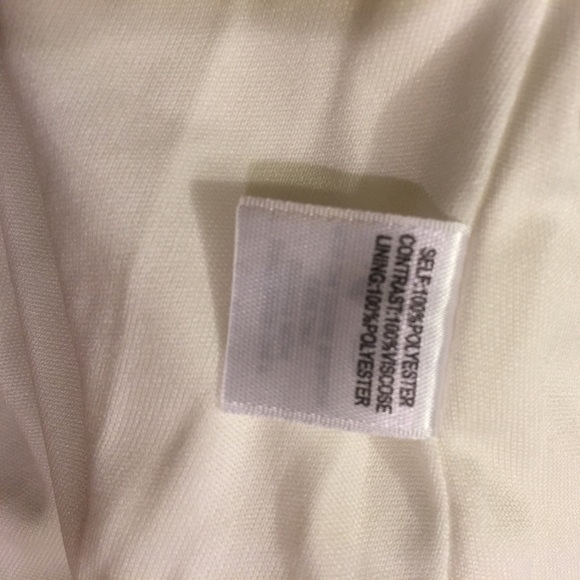 SELF:100%POLYESTER
CONTRAST:100%VISCOSE
LINING:100%POLYESTER